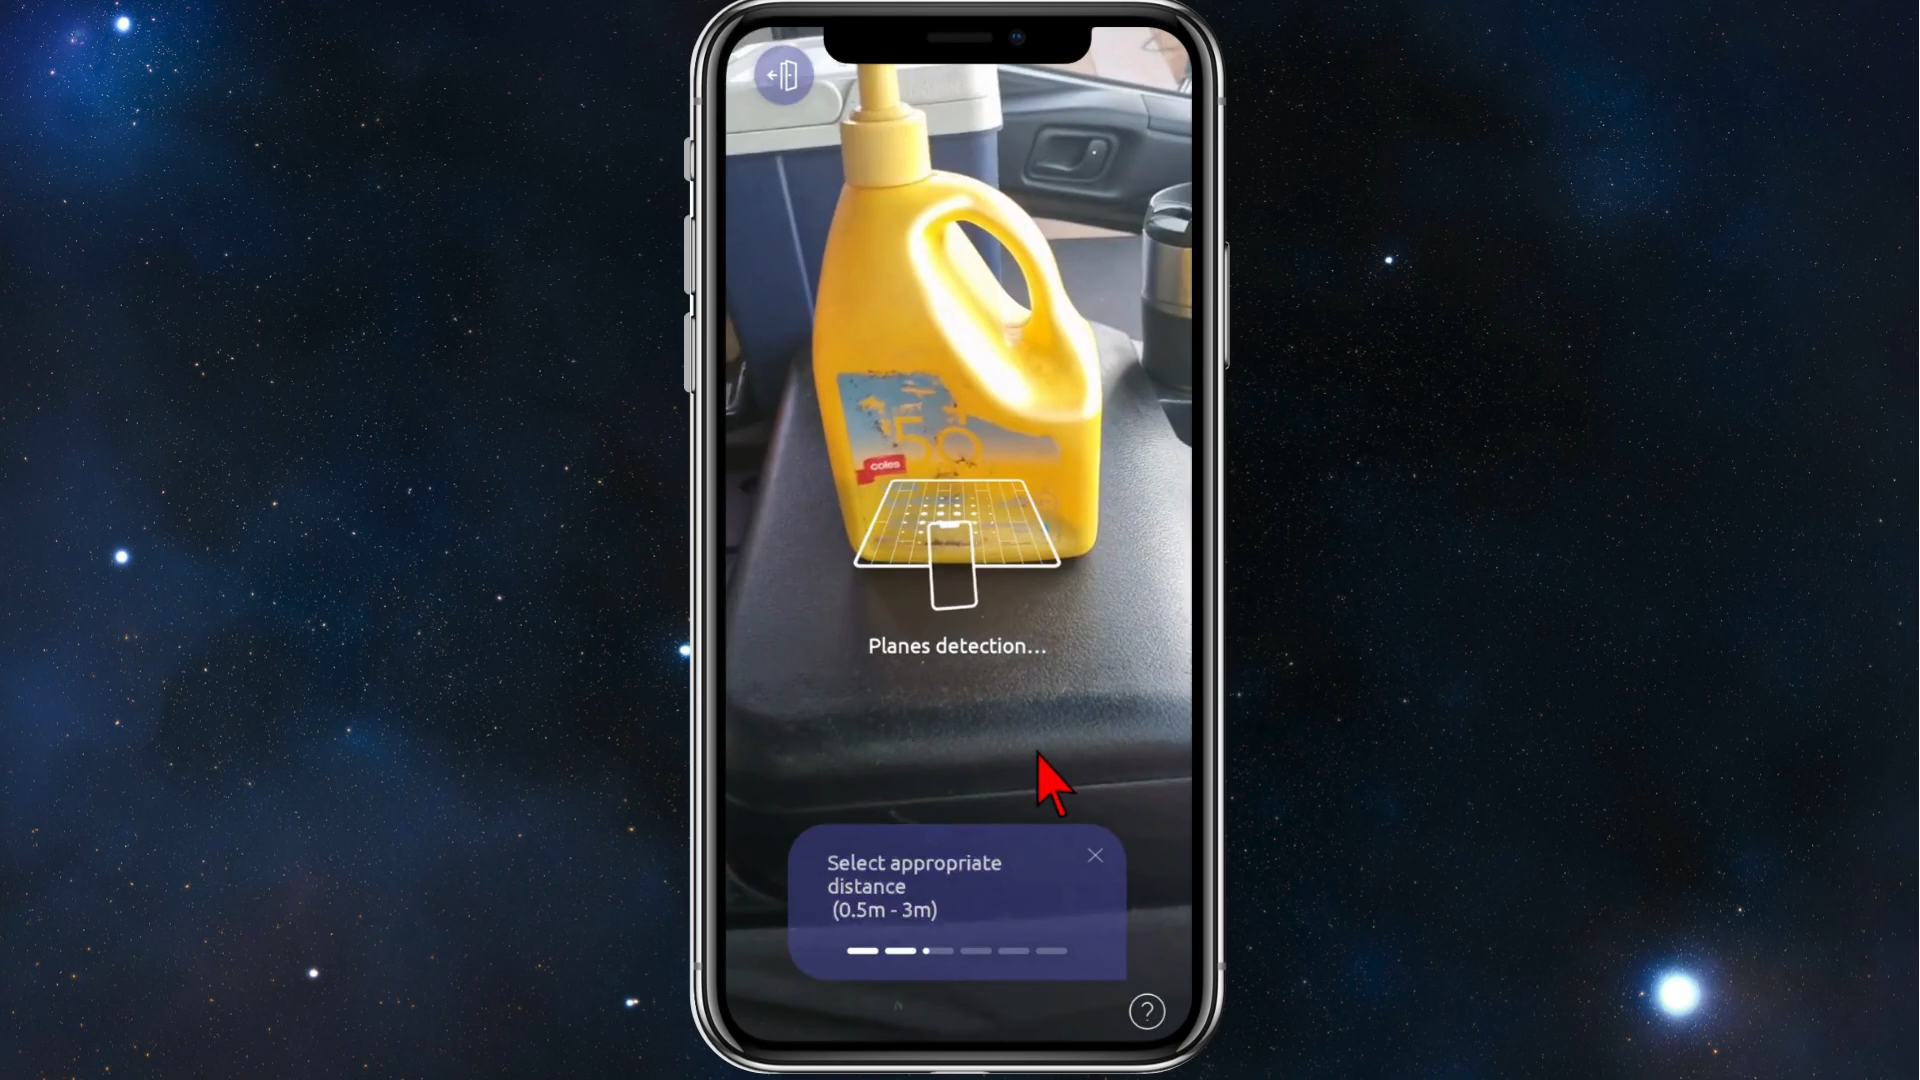 50
coles
Planes detection...
Select appropriate
distance
(0.5m - 3m)
?